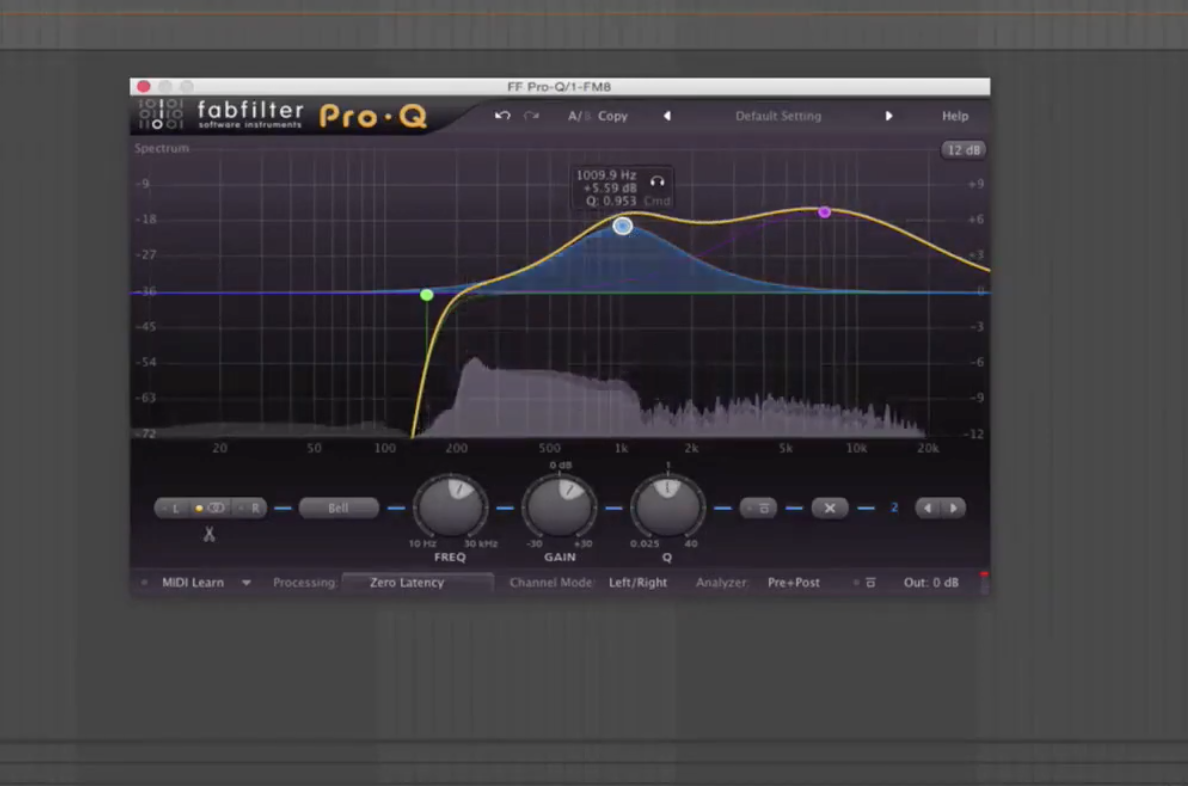 FF Pro-Q/1-FM8
fabfilter Pro·Q
software instruments
A/B Copy Default Setting Help
Spectrum 12 dB
1009.9 Hz
+5.59 dB
Q: 0.953 Cmd
-9 +9
-18 +6
-27 +3
-36 0
-45 -3
-54 -6
-63 -9
-72 -12
20 50 100 200 500 1k 2k 5k 10k 20k
0 dB 1
L R Bell 2
10 Hz 30 kHz -30 +30 0.025 40
FREQ GAIN Q
MIDI Learn Processing: Zero Latency Channel Mode: Left/Right Analyzer: Pre+Post Out: 0 dB